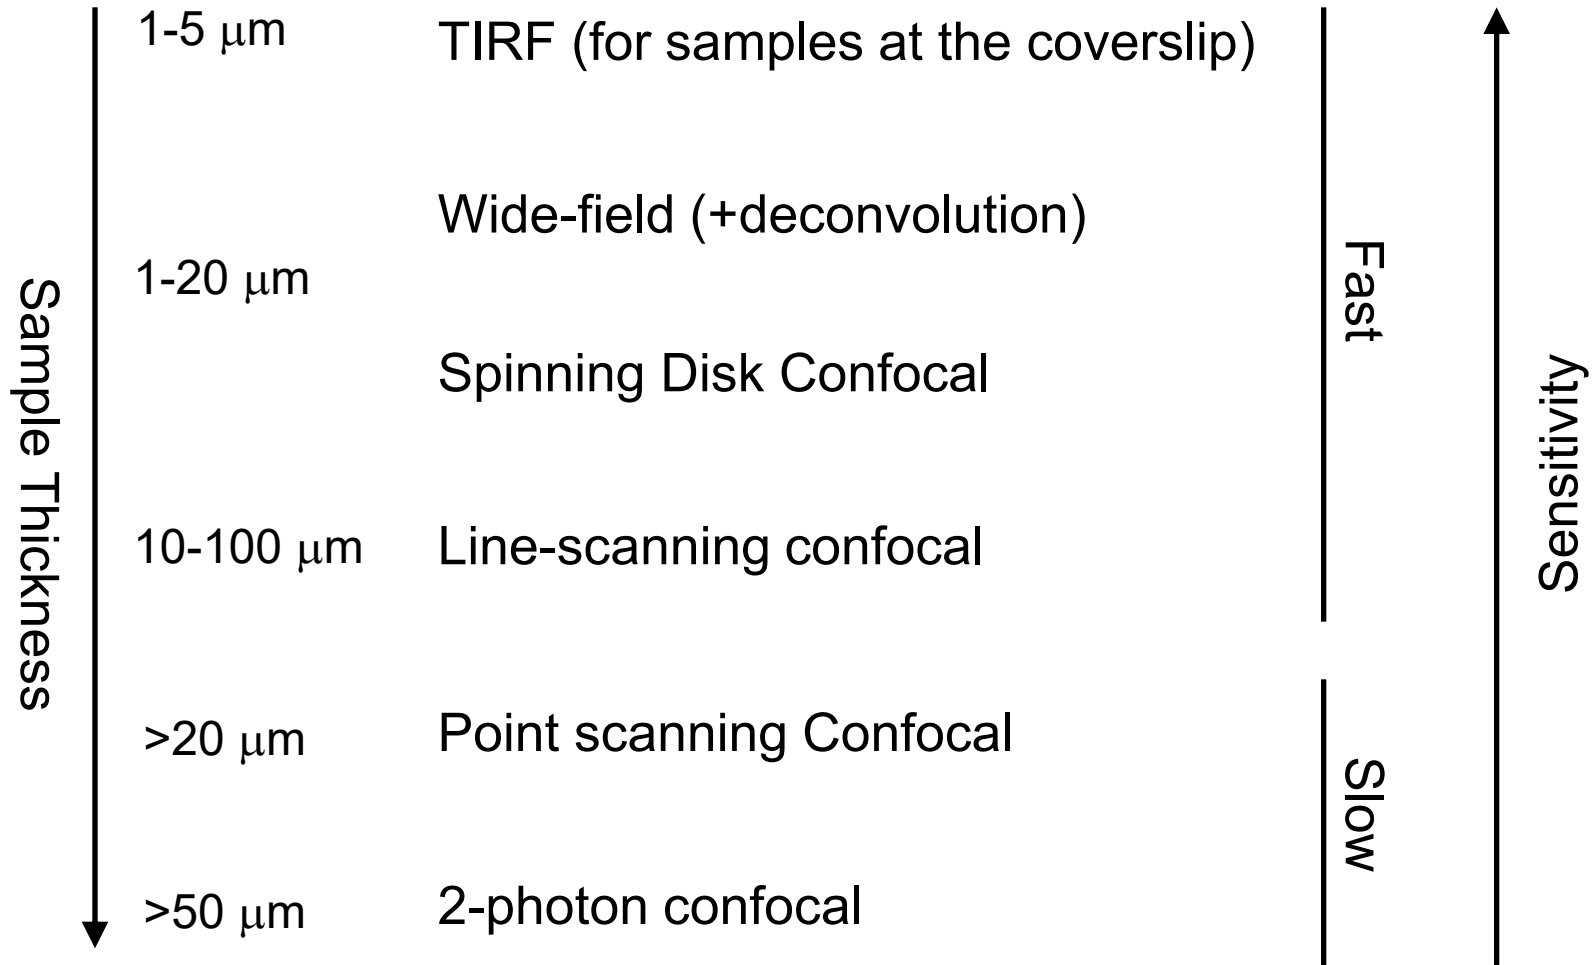 1-5 μm
TIRF (for samples at the coverslip)
Wide-field (+deconvolution)
1-20 μm
Spinning Disk Confocal
10-100 μm
Line-scanning confocal
>20 μm
Point scanning Confocal
>50 μm
2-photon confocal
Sample Thickness
Fast
Slow
Sensitivity